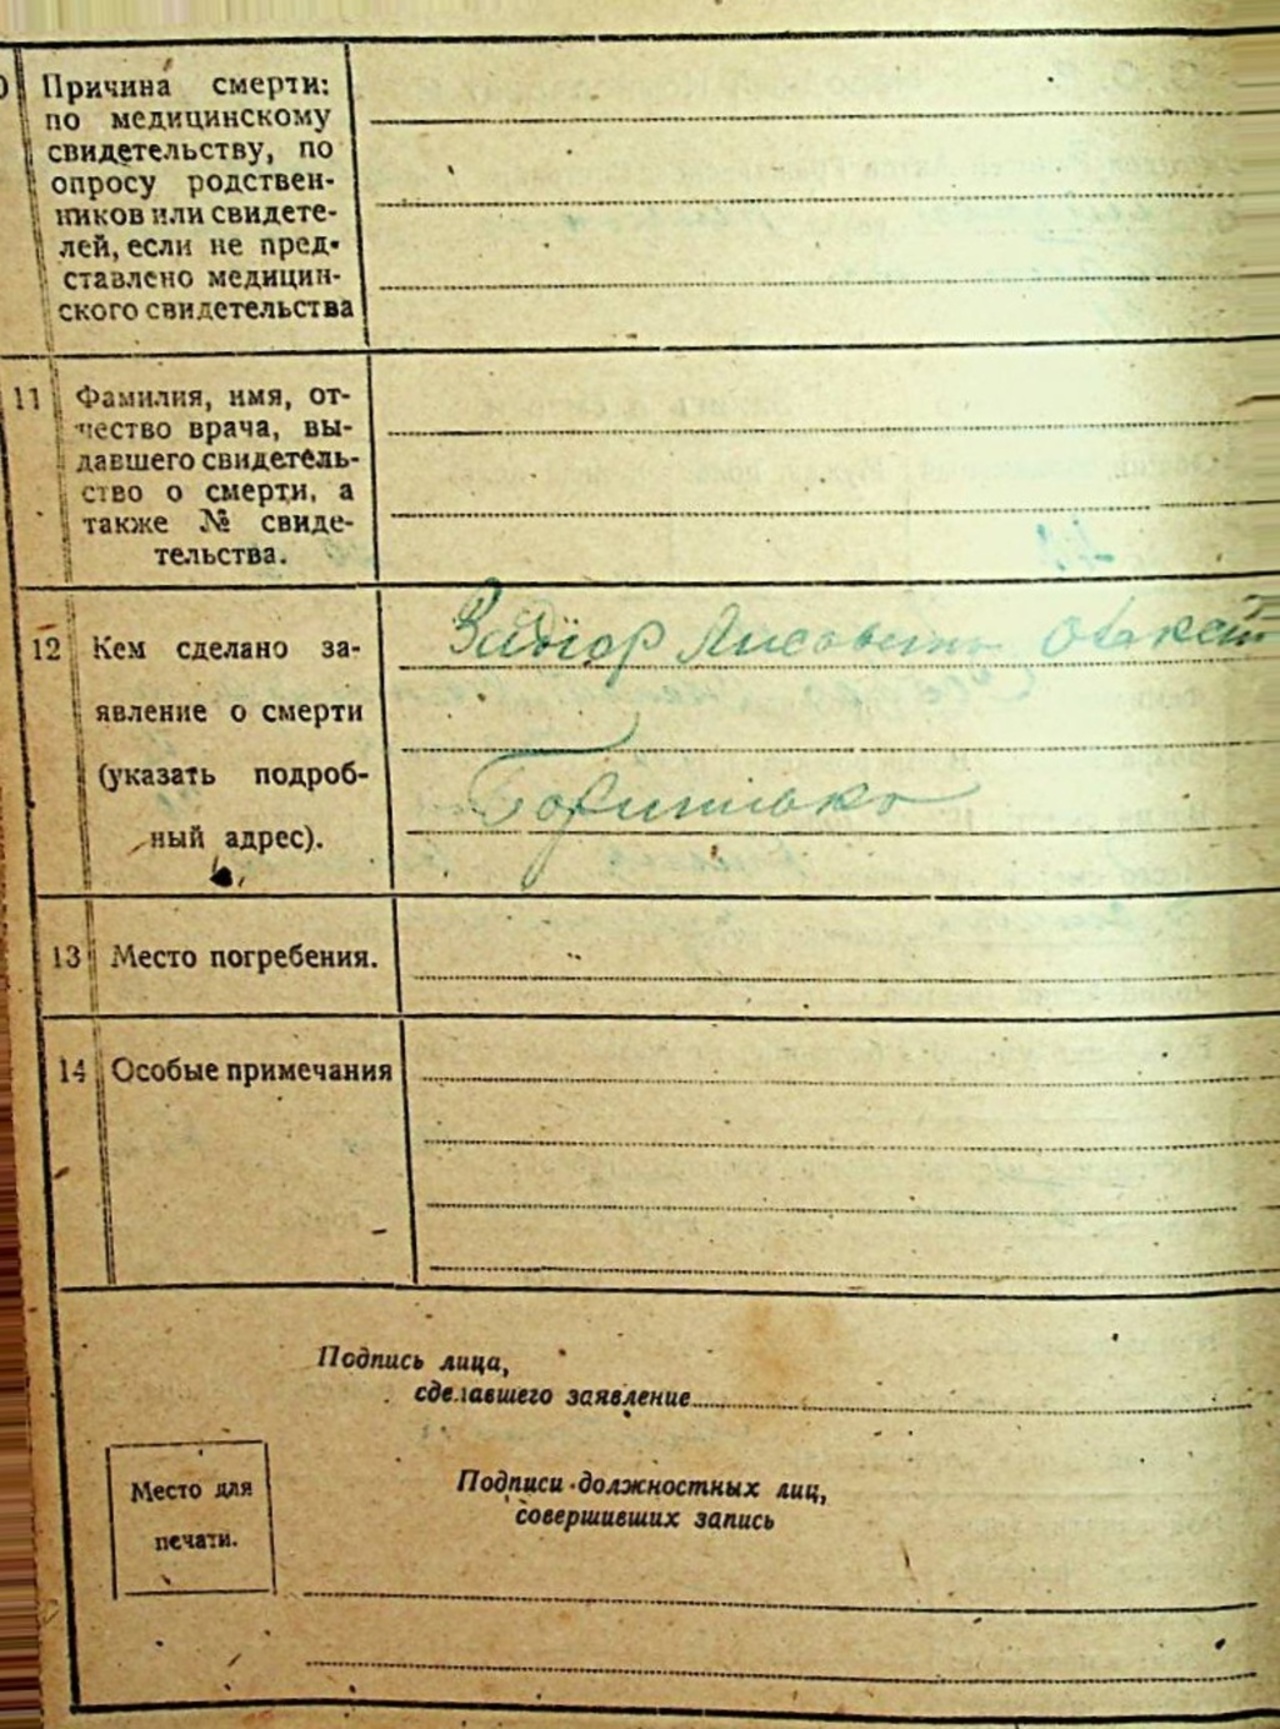 Причина смерти:
по медицинскому
свидетельству, по
опросу родствен-
ников или свидете-
лей, если не пред-
ставлено медицин-
ского свидетельства
11 Фамилия, имя, от-
чество врача, вы-
давшего свидетель-
ство о смерти, а
также № свиде-
тельства.
12 Кем сделано за-
явление о смерти
(указать подроб-
ный адрес).
13 Место погребения.
14 Особые примечания
Подпись лица,
сделавшего заявление
Место для
печати.
Подписи должностных лиц,
совершивших запись